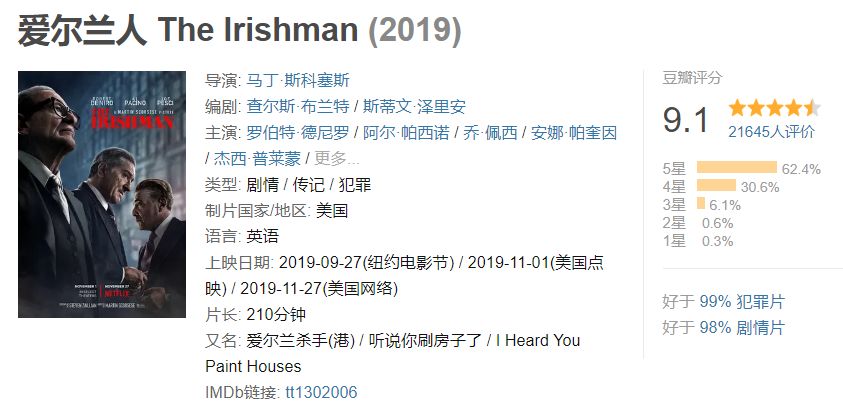 爱尔兰人 The Irishman (2019)
ROBERT DE NIRO AL PACINO JOE PESCI
A MARTIN SCORSESE PICTURE
THE IRISHMAN
NOVEMBER 1 NOVEMBER 27
NETFLIX
导演: 马丁·斯科塞斯
编剧: 查尔斯·布兰特 / 斯蒂文·泽里安
主演: 罗伯特·德尼罗 / 阿尔·帕西诺 / 乔·佩西 / 安娜·帕奎因
/ 杰西·普莱蒙 / 更多...
类型: 剧情 / 传记 / 犯罪
制片国家/地区: 美国
语言: 英语
上映日期: 2019-09-27(纽约电影节) / 2019-11-01(美国点
映) / 2019-11-27(美国网络)
片长: 210分钟
又名: 爱尔兰杀手(港) / 听说你刷房子了 / I Heard You
Paint Houses
IMDb链接: tt1302006
豆瓣评分
9.1
21645人评价
5星 62.4%
4星 30.6%
3星 6.1%
2星 0.6%
1星 0.3%
好于 99% 犯罪片
好于 98% 剧情片